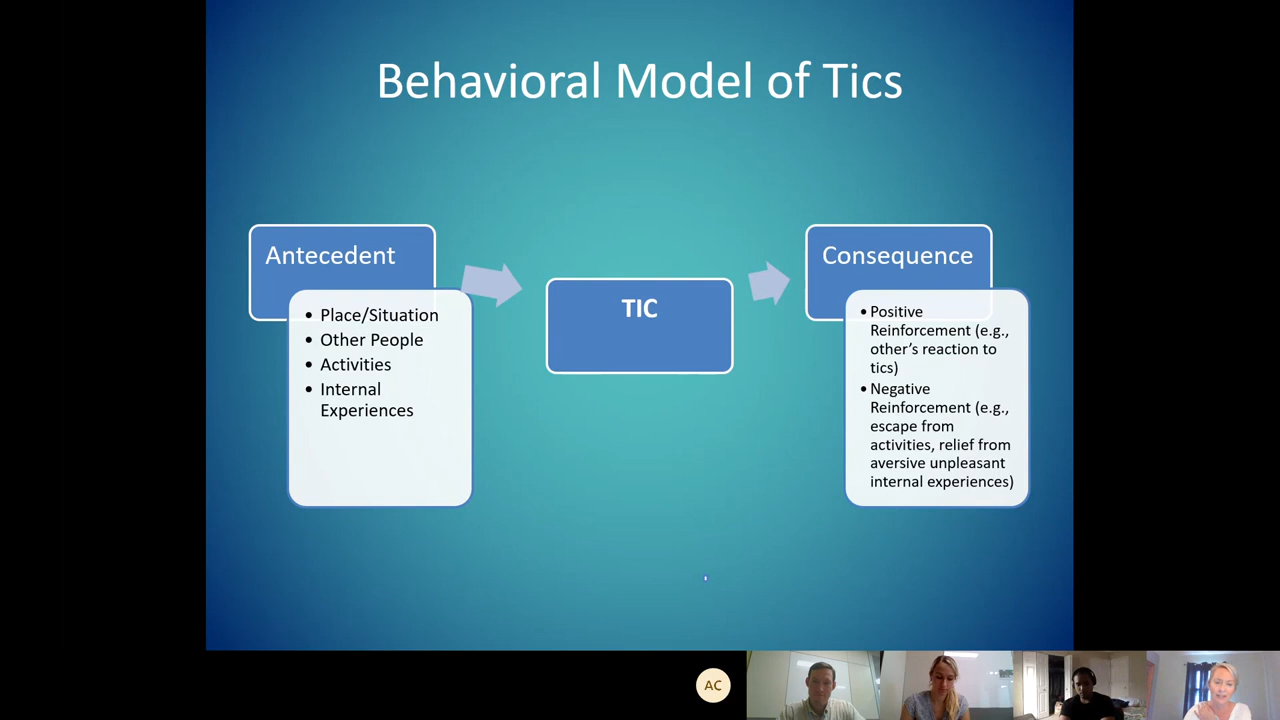 Behavioral Model of Tics
Antecedent
• Place/Situation
• Other People
• Activities
• Internal
Experiences
TIC
Consequence
• Positive
Reinforcement (e.g.,
other’s reaction to
tics)
• Negative
Reinforcement (e.g.,
escape from
activities, relief from
aversive unpleasant
internal experiences)
AC